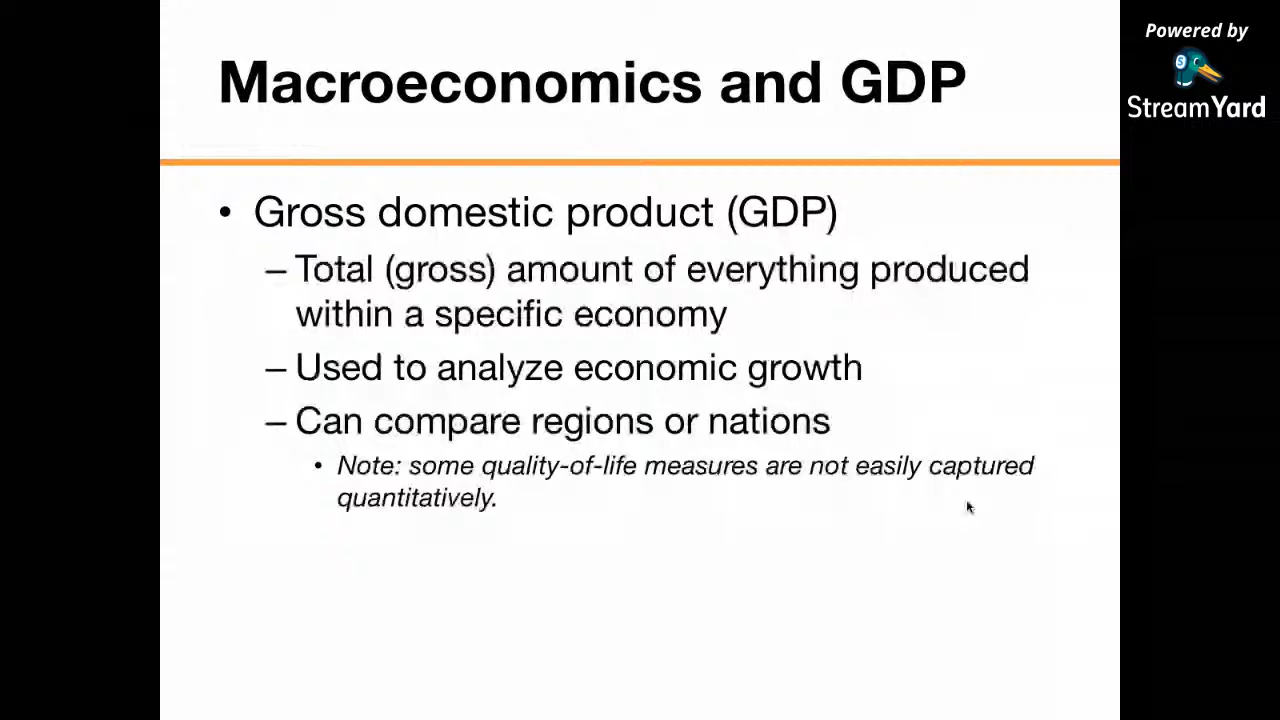 Macroeconomics and GDP
Powered by
StreamYard
• Gross domestic product (GDP)
– Total (gross) amount of everything produced
within a specific economy
– Used to analyze economic growth
– Can compare regions or nations
• Note: some quality-of-life measures are not easily captured
quantitatively.